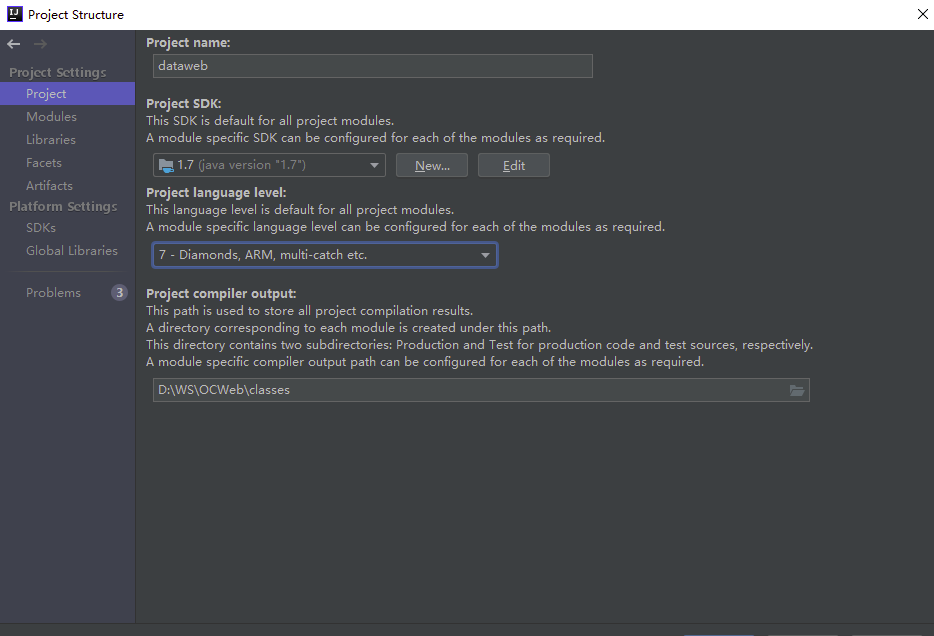 IJ
Project Structure
Project Settings
Project
Modules
Libraries
Facets
Artifacts
Platform Settings
SDKs
Global Libraries
Problems 3
Project name:
dataweb
Project SDK:
This SDK is default for all project modules.
A module specific SDK can be configured for each of the modules as required.
1.7 (java version "1.7")
New...
Edit
Project language level:
This language level is default for all project modules.
A module specific language level can be configured for each of the modules as required.
7 - Diamonds, ARM, multi-catch etc.
Project compiler output:
This path is used to store all project compilation results.
A directory corresponding to each module is created under this path.
This directory contains two subdirectories: Production and Test for production code and test sources, respectively.
A module specific compiler output path can be configured for each of the modules as required.
D:\WS\OCWeb\classes